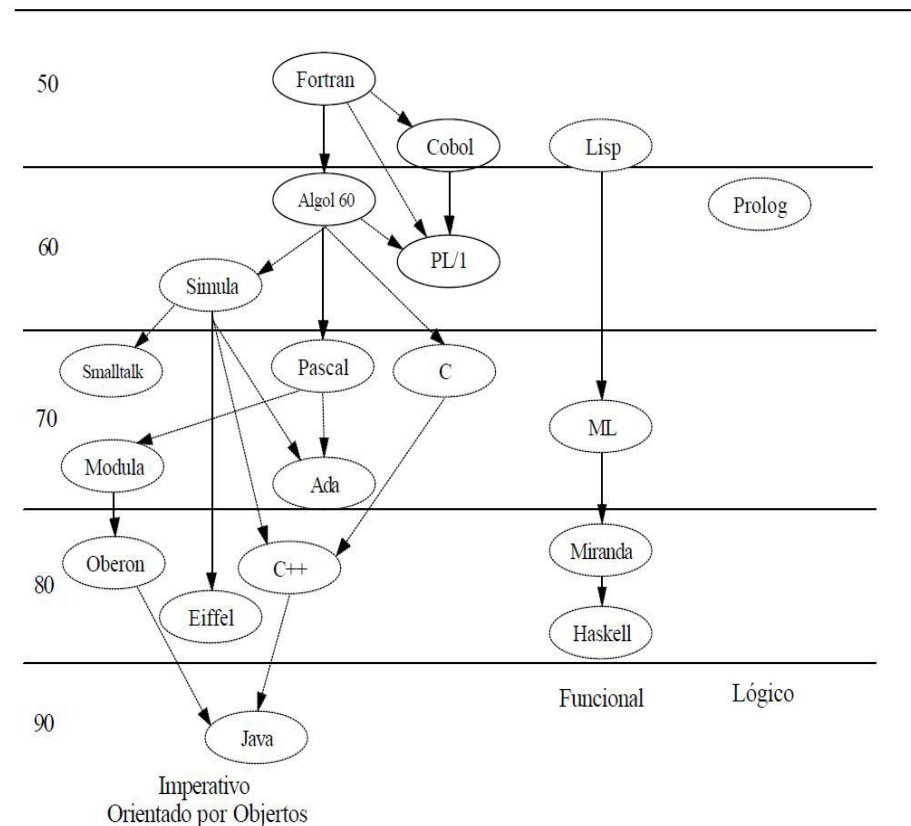 50
Fortran
Cobol
Lisp
Algol 60
Prolog
60
PL/1
Simula
Smalltalk
Pascal
C
70
ML
Modula
Ada
Oberon
C++
Miranda
80
Eiffel
Haskell
Funcional
Lógico
90
Java
Imperativo
Orientado por Objertos